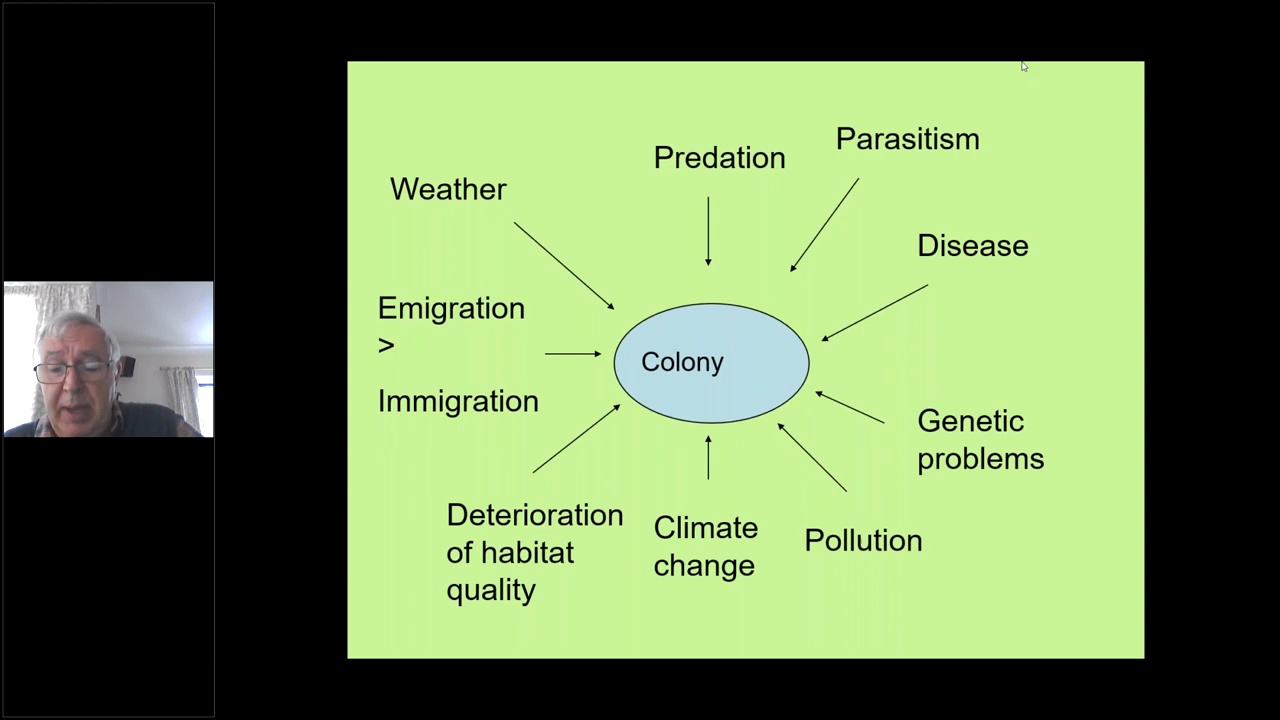 Parasitism
Predation
Weather
Disease
Emigration
>
Immigration
Colony
Genetic
problems
Deterioration
of habitat
quality
Climate
change
Pollution